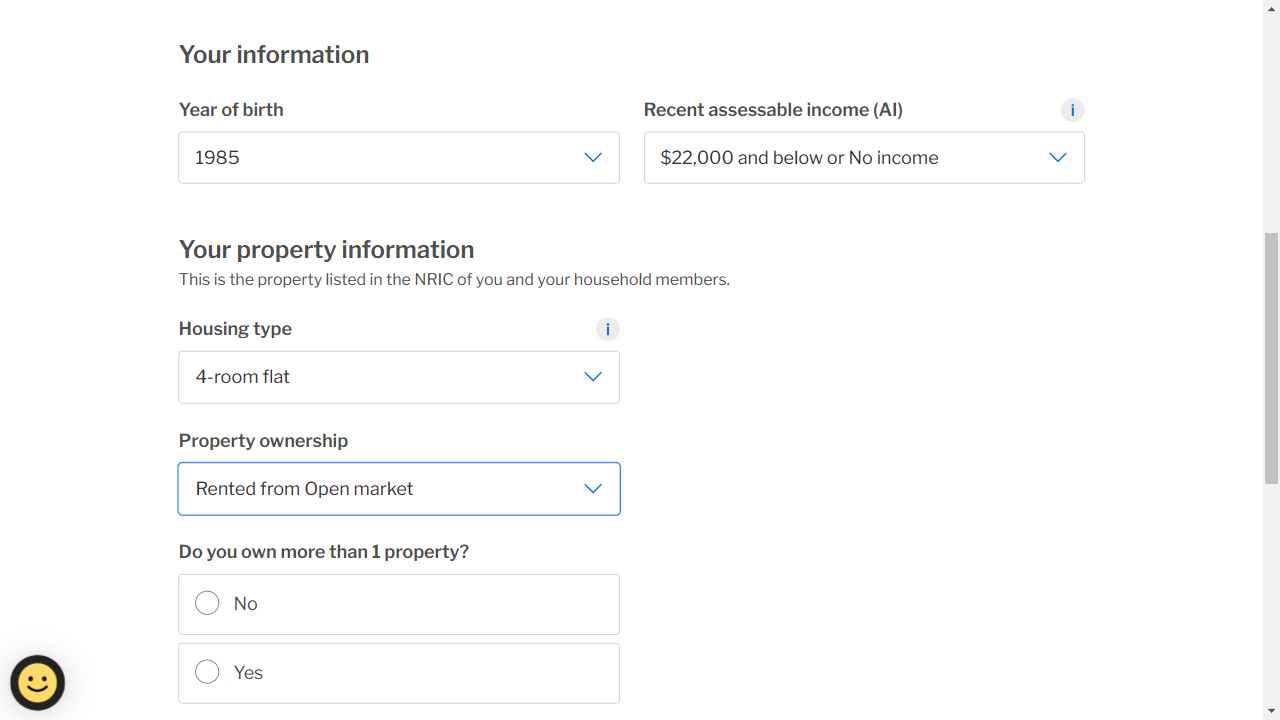 Your information
Year of birth
Recent assessable income (AI)
i
1985
$22,000 and below or No income
Your property information
This is the property listed in the NRIC of you and your household members.
Housing type
i
4-room flat
Property ownership
Rented from Open market
Do you own more than 1 property?
No
Yes